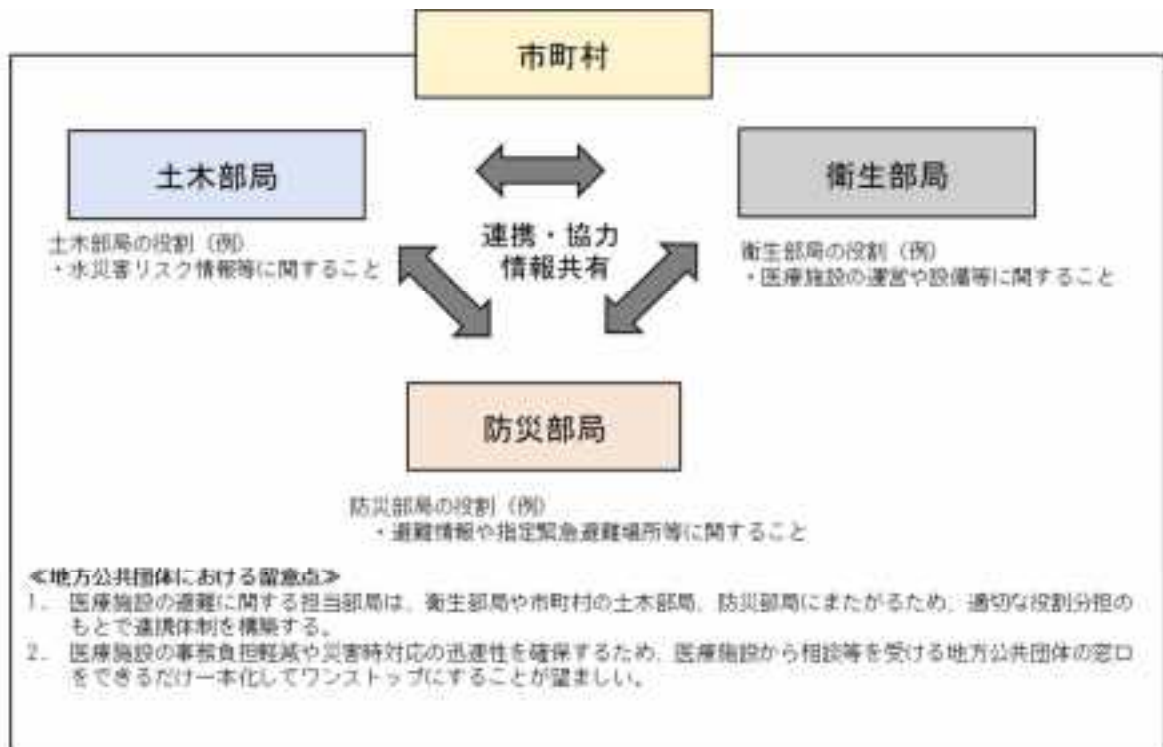 市町村
土木部局
衛生部局
土木部局の役割（例）
・水災害リスク情報等に関すること
連携・協力
情報共有
衛生部局の役割（例）
・医療施設の運営や設備等に関すること
防災部局
防災部局の役割（例）
・避難情報や指定緊急避難場所等に関すること
≪地方公共団体における留意点≫
1. 医療施設の避難に関する担当部局は、衛生部局や市町村の土木部局、防災部局にまたがるため、適切な役割分担の
もとで連携体制を構築する。
2. 医療施設の事務負担軽減や災害時対応の迅速性を確保するため、医療施設から相談等を受ける地方公共団体の窓口
をできるだけ一本化してワンストップにすることが望ましい。